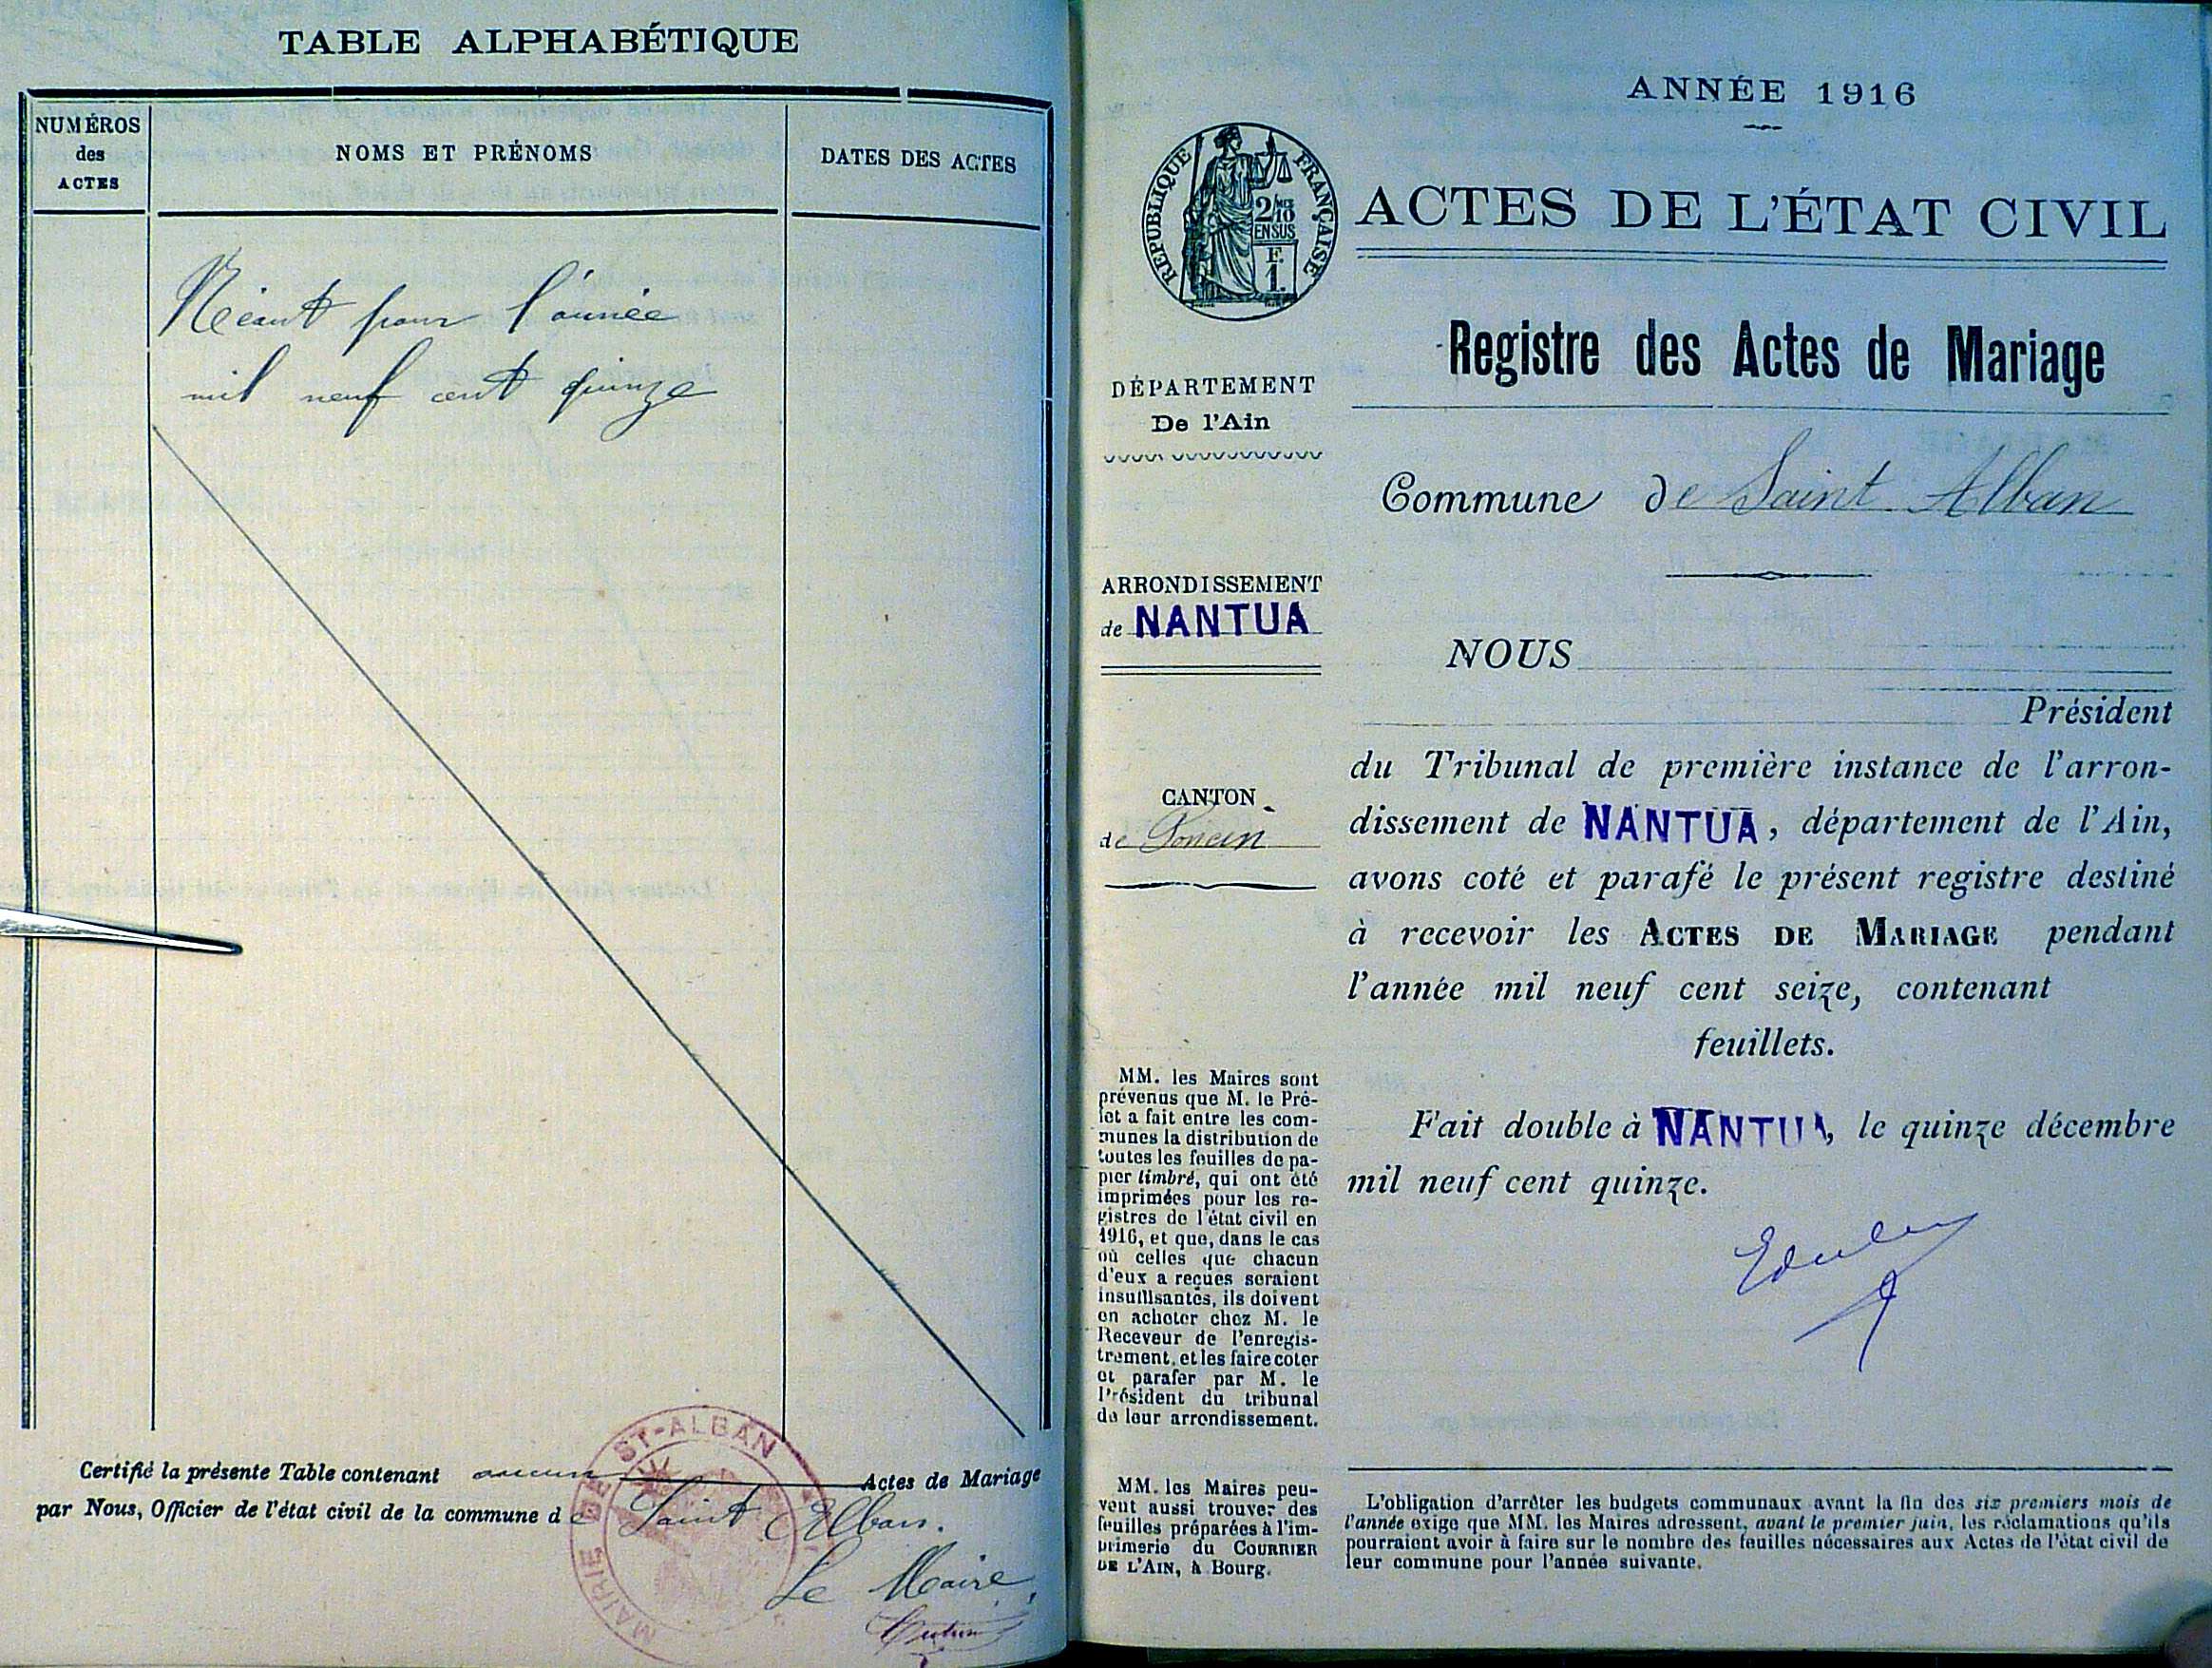 TABLE ALPHABÉTIQUE
NUMÉROS
des
ACTES
NOMS ET PRÉNOMS
DATES DES ACTES
Néant pour l'année
mil neuf cent quinze
Certifié la présente Table contenant aucun Actes de Mariage
par Nous, Officier de l'état civil de la commune de Saint Alban.
MAIRIE DE ST-ALBAN
Le Maire,
ANNÉE 1916
RÉPUBLIQUE FRANÇAISE
2/10
EN SUS
F.
1.
ACTES DE L'ÉTAT CIVIL
Registre des Actes de Mariage
DÉPARTEMENT
De l'Ain
Commune de Saint Alban
ARRONDISSEMENT
de NANTUA
NOUS
Président
du Tribunal de première instance de l'arron-
dissement de NANTUA, département de l'Ain,
avons coté et parafé le présent registre destiné
à recevoir les ACTES DE MARIAGE pendant
l'année mil neuf cent seize, contenant
feuillets.
CANTON
de Poncin
Fait double à NANTUA, le quinze décembre
mil neuf cent quinze.
MM. les Maires sont
prévenus que M. le Pré-
fet a fait entre les com-
munes la distribution de
toutes les feuilles de pa-
pier timbré, qui ont été
imprimées pour les re-
gistres de l'état civil en
1916, et que, dans le cas
où celles que chacun
d'eux a reçues seraient
insuffisantes, ils doivent
en acheter chez M. le
Receveur de l'enregis-
trement, et les faire coter
et parafer par M. le
Président du tribunal
de leur arrondissement.
MM. les Maires peu-
vent aussi trouver des
feuilles préparées à l'im-
primerie du COURRIER
DE L'AIN, à Bourg.
L'obligation d'arrêter les budgets communaux avant la fin des six premiers mois de
l'année exige que MM. les Maires adressent, avant le premier juin, les réclamations qu'ils
pourraient avoir à faire sur le nombre des feuilles nécessaires aux Actes de l'état civil de
leur commune pour l'année suivante.